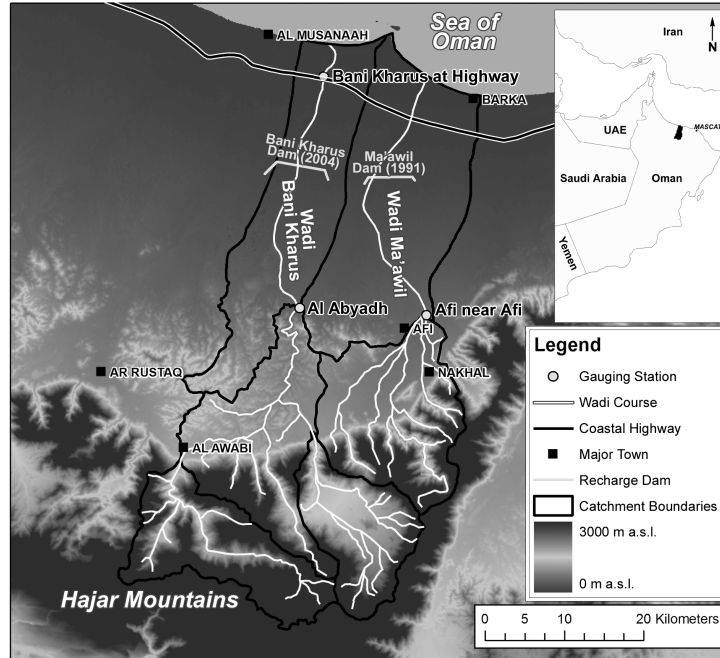 AL MUSANAAH
Sea of
Oman
Bani Kharus at Highway
BARKA
Bani Kharus
Dam (2004)
Ma'awil
Dam (1991)
Wadi
Bani Kharus
Wadi Ma'awil
Al Abyadh
Afi near Afi
AFI
AR RUSTAQ
NAKHAL
AL AWABI
Hajar Mountains
Iran
N
MASCAT
UAE
Saudi Arabia
Oman
Yemen
Legend
Gauging Station
Wadi Course
Coastal Highway
Major Town
Recharge Dam
Catchment Boundaries
3000 m a.s.l.
0 m a.s.l.
0 5 10 20 Kilometers